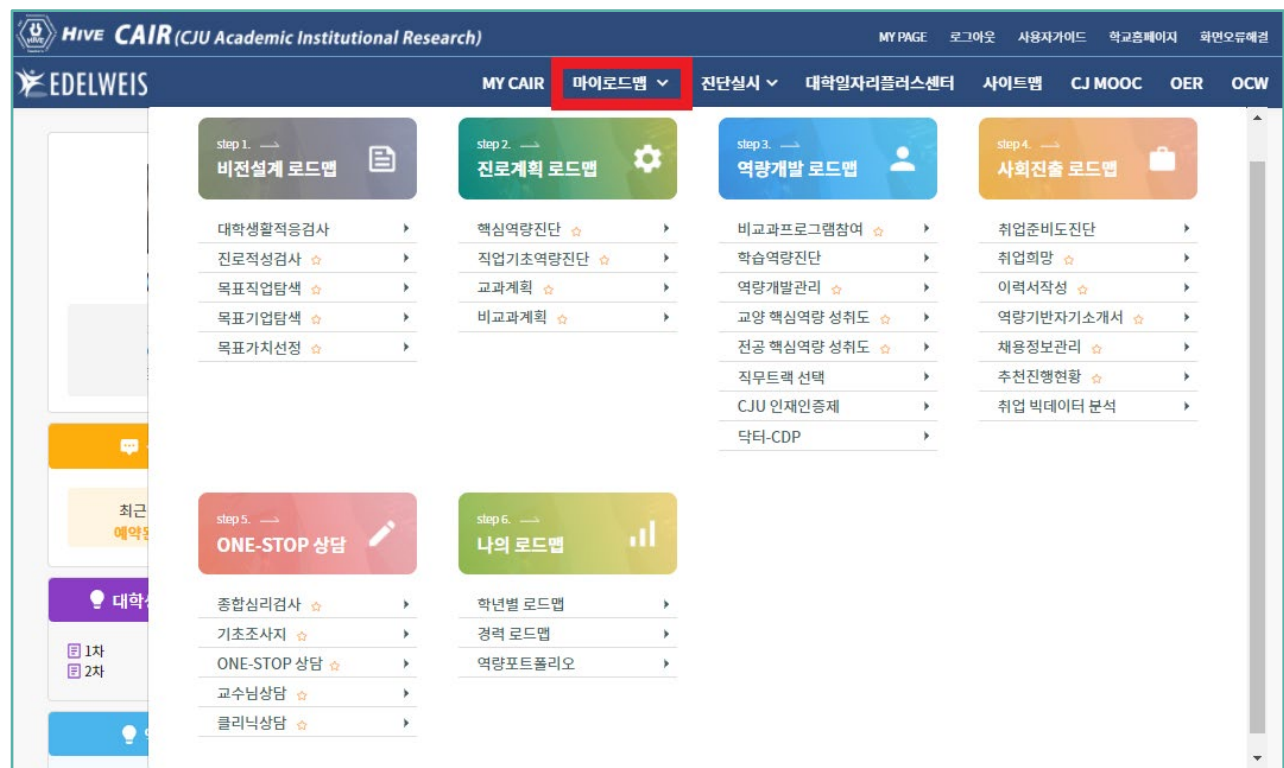 HIVE CAIR (CJU Academic Institutional Research)
MY PAGE 로그아웃 사용자가이드 학교홈페이지 화면오류해결
EDELWEIS
MY CAIR 마이로드맵 진단실시 대학일자리플러스센터 사이트맵 CJ MOOC OER OCW
step 1.
비전설계 로드맵
대학생활적응검사
진로적성검사 ☆
목표직업탐색 ☆
목표기업탐색 ☆
목표가치선정 ☆
step 2.
진로계획 로드맵
핵심역량진단 ☆
직업기초역량진단 ☆
교과계획 ☆
비교과계획 ☆
step 3.
역량개발 로드맵
비교과프로그램참여 ☆
학습역량진단
역량개발관리 ☆
교양 핵심역량 성취도 ☆
전공 핵심역량 성취도 ☆
직무트랙 선택
CJU 인재인증제
닥터-CDP
step 4.
사회진출 로드맵
취업준비도진단
취업희망 ☆
이력서작성 ☆
역량기반자기소개서 ☆
채용정보관리 ☆
추천진행현황 ☆
취업 빅데이터 분석
최근
예약
대학
1차
2차
step 5.
ONE-STOP 상담
종합심리검사 ☆
기초조사지 ☆
ONE-STOP 상담 ☆
교수님상담 ☆
클리닉상담 ☆
step 6.
나의 로드맵
학년별 로드맵
경력 로드맵
역량포트폴리오